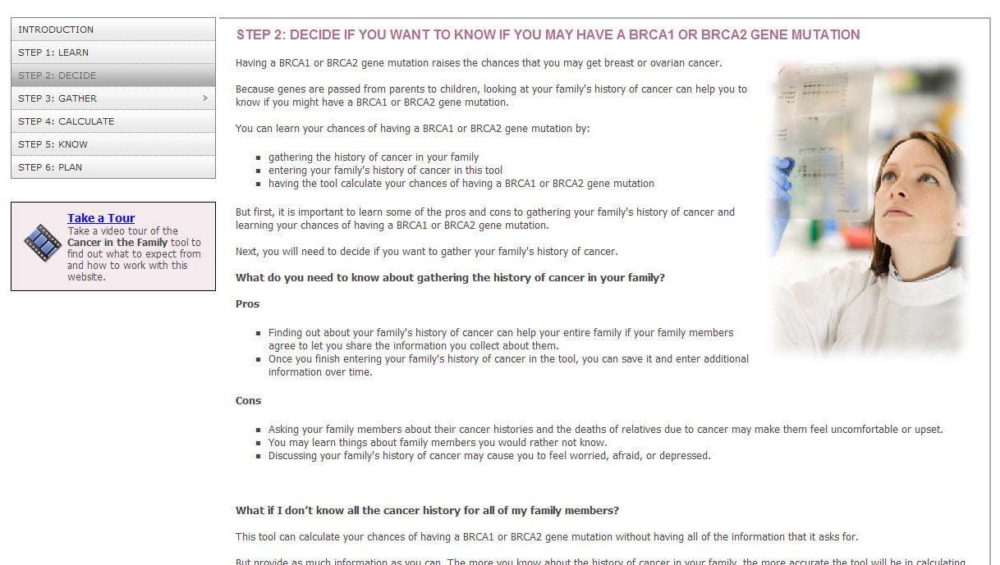 INTRODUCTION
STEP 1: LEARN
STEP 2: DECIDE
STEP 3: GATHER >
STEP 4: CALCULATE
STEP 5: KNOW
STEP 6: PLAN
Take a Tour
Take a video tour of the
Cancer in the Family tool to
find out what to expect from
and how to work with this
website.
STEP 2: DECIDE IF YOU WANT TO KNOW IF YOU MAY HAVE A BRCA1 OR BRCA2 GENE MUTATION
Having a BRCA1 or BRCA2 gene mutation raises the chances that you may get breast or ovarian cancer.
Because genes are passed from parents to children, looking at your family's history of cancer can help you to
know if you might have a BRCA1 or BRCA2 gene mutation.
You can learn your chances of having a BRCA1 or BRCA2 gene mutation by:
▪ gathering the history of cancer in your family
▪ entering your family's history of cancer in this tool
▪ having the tool calculate your chances of having a BRCA1 or BRCA2 gene mutation
But first, it is important to learn some of the pros and cons to gathering your family's history of cancer and
learning your chances of having a BRCA1 or BRCA2 gene mutation.
Next, you will need to decide if you want to gather your family's history of cancer.
What do you need to know about gathering the history of cancer in your family?
Pros
▪ Finding out about your family's history of cancer can help your entire family if your family members
agree to let you share the information you collect about them.
▪ Once you finish entering your family's history of cancer in the tool, you can save it and enter additional
information over time.
Cons
▪ Asking your family members about their cancer histories and the deaths of relatives due to cancer may make them feel uncomfortable or upset.
▪ You may learn things about family members you would rather not know.
▪ Discussing your family's history of cancer may cause you to feel worried, afraid, or depressed.
What if I don’t know all the cancer history for all of my family members?
This tool can calculate your chances of having a BRCA1 or BRCA2 gene mutation without having all of the information that it asks for.
But provide as much information as you can. The more you know about the history of cancer in your family, the more accurate the tool will be in calculating